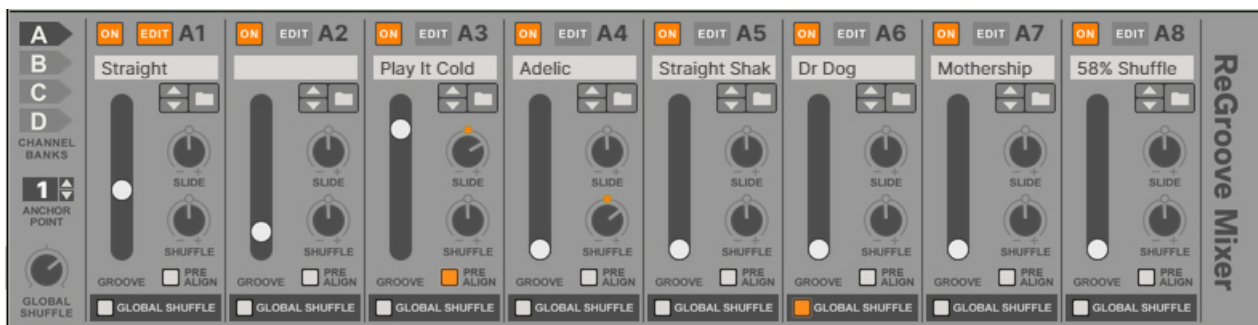 A
B
C
D
CHANNEL
BANKS
1
ANCHOR
POINT
GLOBAL
SHUFFLE
ON EDIT A1
Straight
SLIDE
SHUFFLE
GROOVE
PRE
ALIGN
GLOBAL SHUFFLE
ON EDIT A2
SLIDE
SHUFFLE
GROOVE
PRE
ALIGN
GLOBAL SHUFFLE
ON EDIT A3
Play It Cold
SLIDE
SHUFFLE
GROOVE
PRE
ALIGN
GLOBAL SHUFFLE
ON EDIT A4
Adelic
SLIDE
SHUFFLE
GROOVE
PRE
ALIGN
GLOBAL SHUFFLE
ON EDIT A5
Straight Shak
SLIDE
SHUFFLE
GROOVE
PRE
ALIGN
GLOBAL SHUFFLE
ON EDIT A6
Dr Dog
SLIDE
SHUFFLE
GROOVE
PRE
ALIGN
GLOBAL SHUFFLE
ON EDIT A7
Mothership
SLIDE
SHUFFLE
GROOVE
PRE
ALIGN
GLOBAL SHUFFLE
ON EDIT A8
58% Shuffle
SLIDE
SHUFFLE
GROOVE
PRE
ALIGN
GLOBAL SHUFFLE
ReGroove Mixer